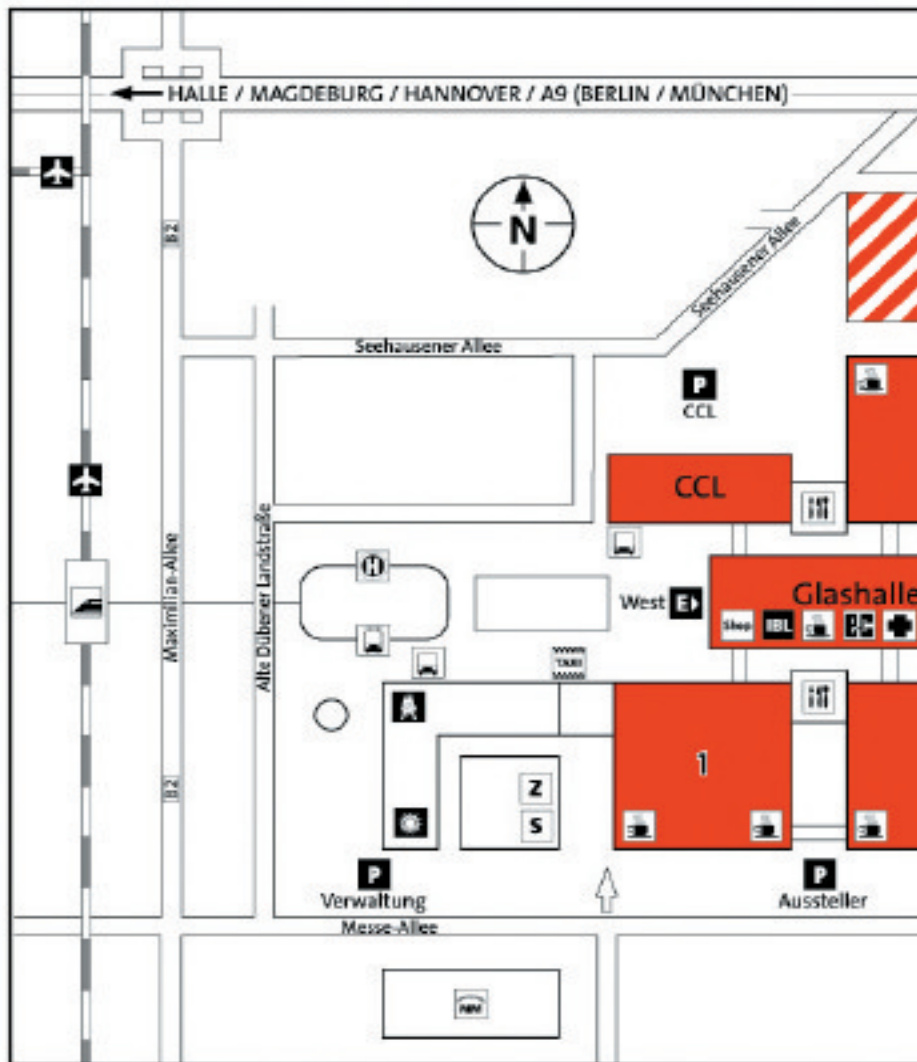 HALLE / MAGDEBURG / HANNOVER / A9 (BERLIN / MÜNCHEN)
B2
N
Seehausener Allee
Seehausener Allee
P
CCL
CCL
Maximilian-Allee
Alte Dübener Landstraße
H
West E
Glashalle
Shop
IBL
TAXI
1
Z
S
B2
P
Verwaltung
P
Aussteller
Messe-Allee
NM